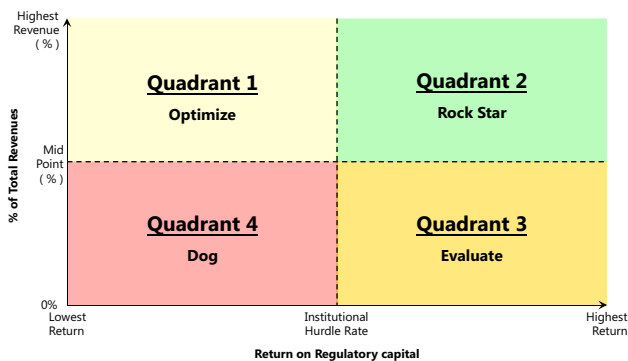 Highest
Revenue
( % )
Quadrant 1
Optimize
Quadrant 2
Rock Star
% of Total Revenues
Mid
Point
( % )
Quadrant 4
Dog
Quadrant 3
Evaluate
0%
Lowest
Return
Institutional
Hurdle Rate
Highest
Return
Return on Regulatory capital